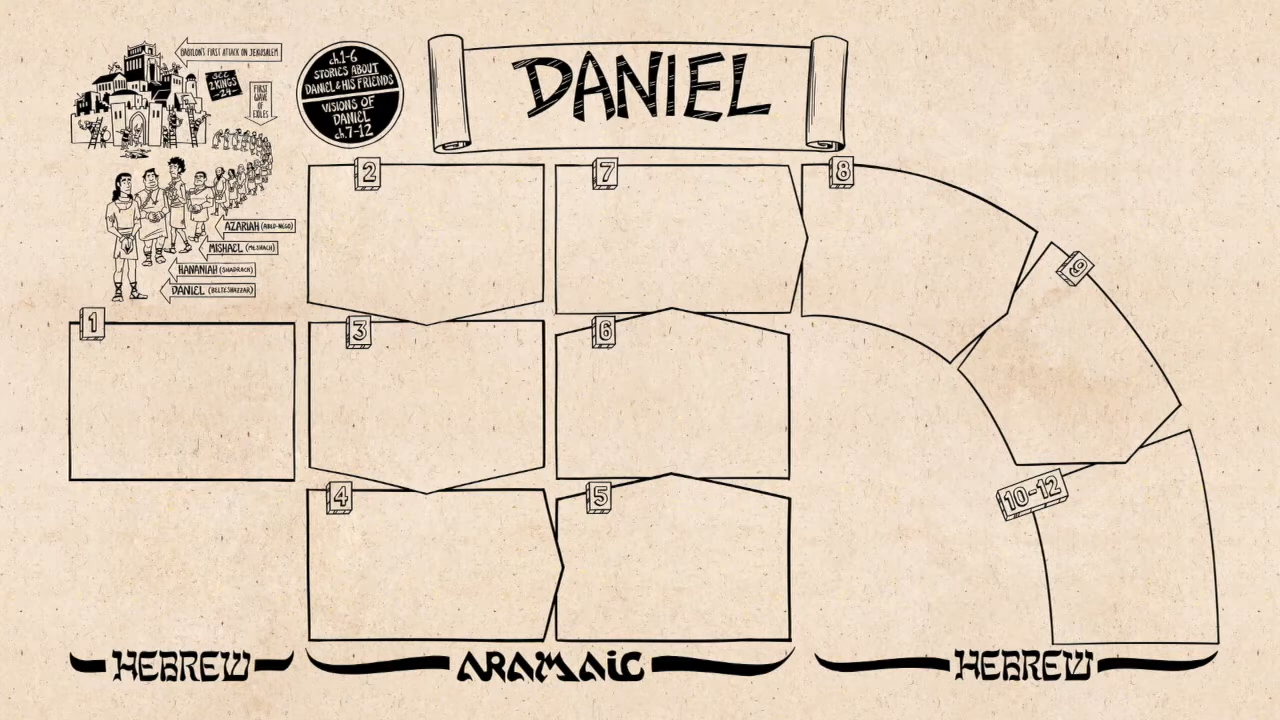 BABYLON'S FIRST ATTACK ON JERUSALEM
SEE
2 KINGS
-24-
FIRST
WAVE
OF
EXILES
ch.1-6
STORIES ABOUT
DANIEL & HIS FRIENDS
VISIONS OF
DANIEL
ch.7-12
DANIEL
AZARIAH (ABED-NEGO)
MISHAEL (MESHACH)
HANANIAH (SHADRACH)
DANIEL (BELTESHAZZAR)
1
2
3
4
5
6
7
8
9
10-12
HEBREW
ARAMAIC
HEBREW